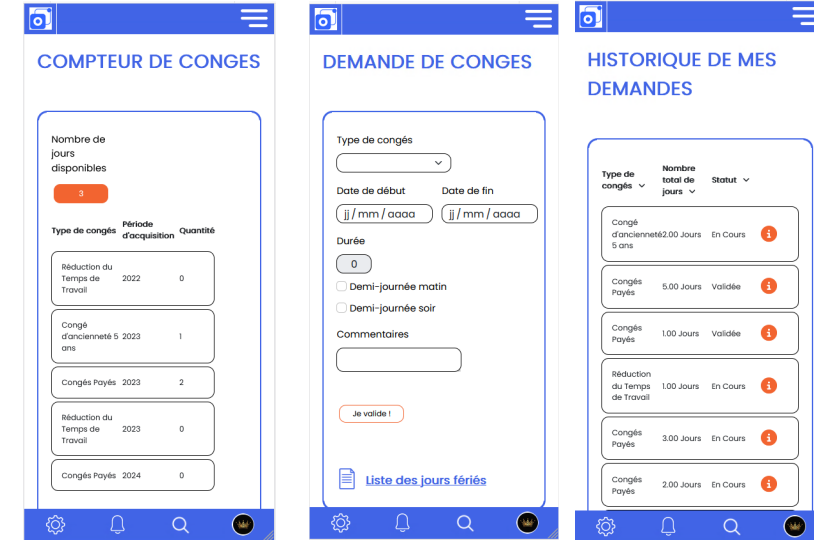 COMPTEUR DE CONGES
Nombre de
jours
disponibles
3
Type de congés Période d'acquisition Quantité
Réduction du
Temps de 2022 0
Travail
Congé
d'ancienneté 5 2023 1
ans
Congés Payés 2023 2
Réduction du
Temps de 2023 0
Travail
Congés Payés 2024 0
DEMANDE DE CONGES
Type de congés
Date de début Date de fin
jj / mm / aaaa jj / mm / aaaa
Durée
0
Demi-journée matin
Demi-journée soir
Commentaires
Je valide !
Liste des jours fériés
HISTORIQUE DE MES
DEMANDES
Type de congés Nombre total de jours Statut
Congé
d'ancienneté 2.00 Jours En Cours i
5 ans
Congés
Payés 5.00 Jours Validée i
Congés
Payés 1.00 Jours Validée i
Réduction
du Temps 1.00 Jours En Cours i
de Travail
Congés
Payés 3.00 Jours En Cours i
Congés
Payés 2.00 Jours En Cours i